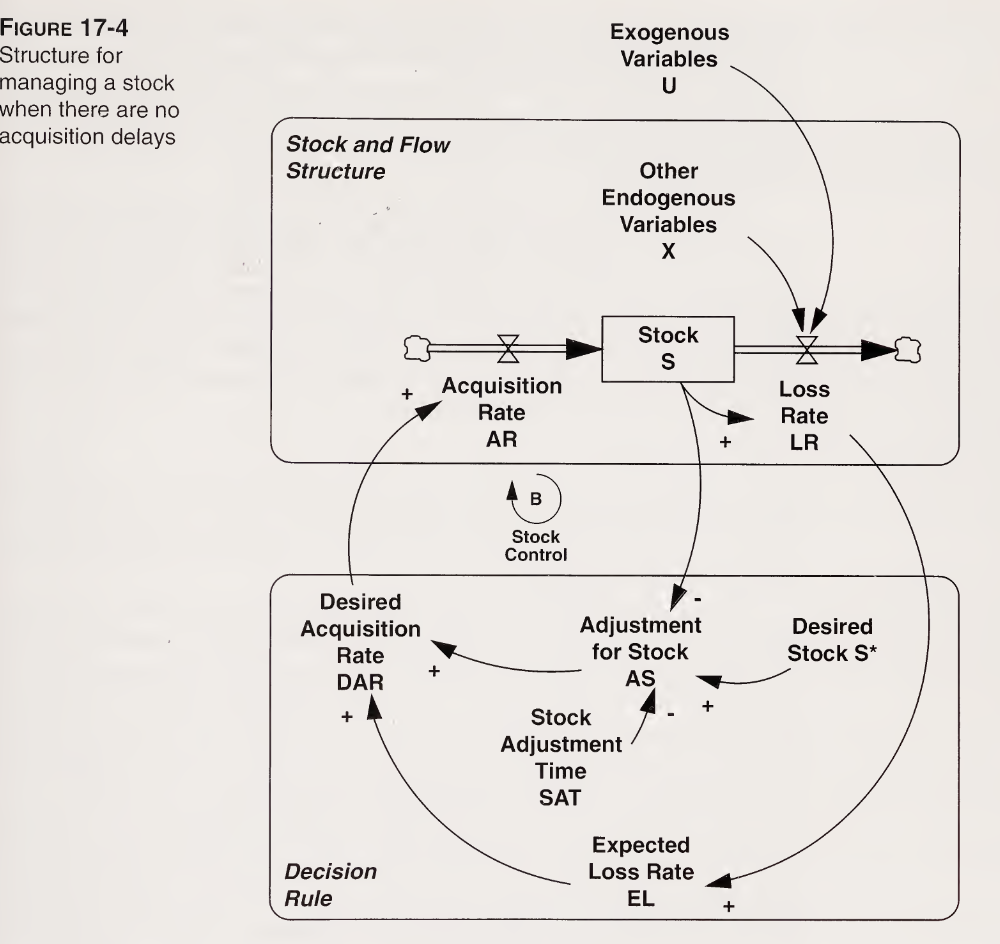 FIGURE 17-4
Structure for
managing a stock
when there are no
acquisition delays
Exogenous
Variables
U
Stock and Flow
Structure
Other
Endogenous
Variables
X
Stock
S
+
Acquisition
Rate
AR
+
Loss
Rate
LR
B
Stock
Control
Desired
Acquisition
Rate
DAR
+
+
-
Adjustment
for Stock
AS
Desired
Stock S*
+
-
Stock
Adjustment
Time
SAT
Expected
Loss Rate
EL
+
Decision
Rule